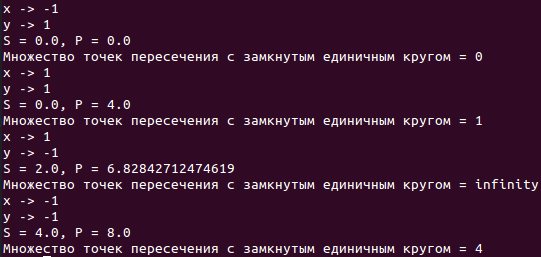 x -> -1
y -> 1
S = 0.0, P = 0.0
Множество точек пересечения с замкнутым единичным кругом = 0
x -> 1
y -> 1
S = 0.0, P = 4.0
Множество точек пересечения с замкнутым единичным кругом = 1
x -> 1
y -> -1
S = 2.0, P = 6.82842712474619
Множество точек пересечения с замкнутым единичным кругом = infinity
x -> -1
y -> -1
S = 4.0, P = 8.0
Множество точек пересечения с замкнутым единичным кругом = 4